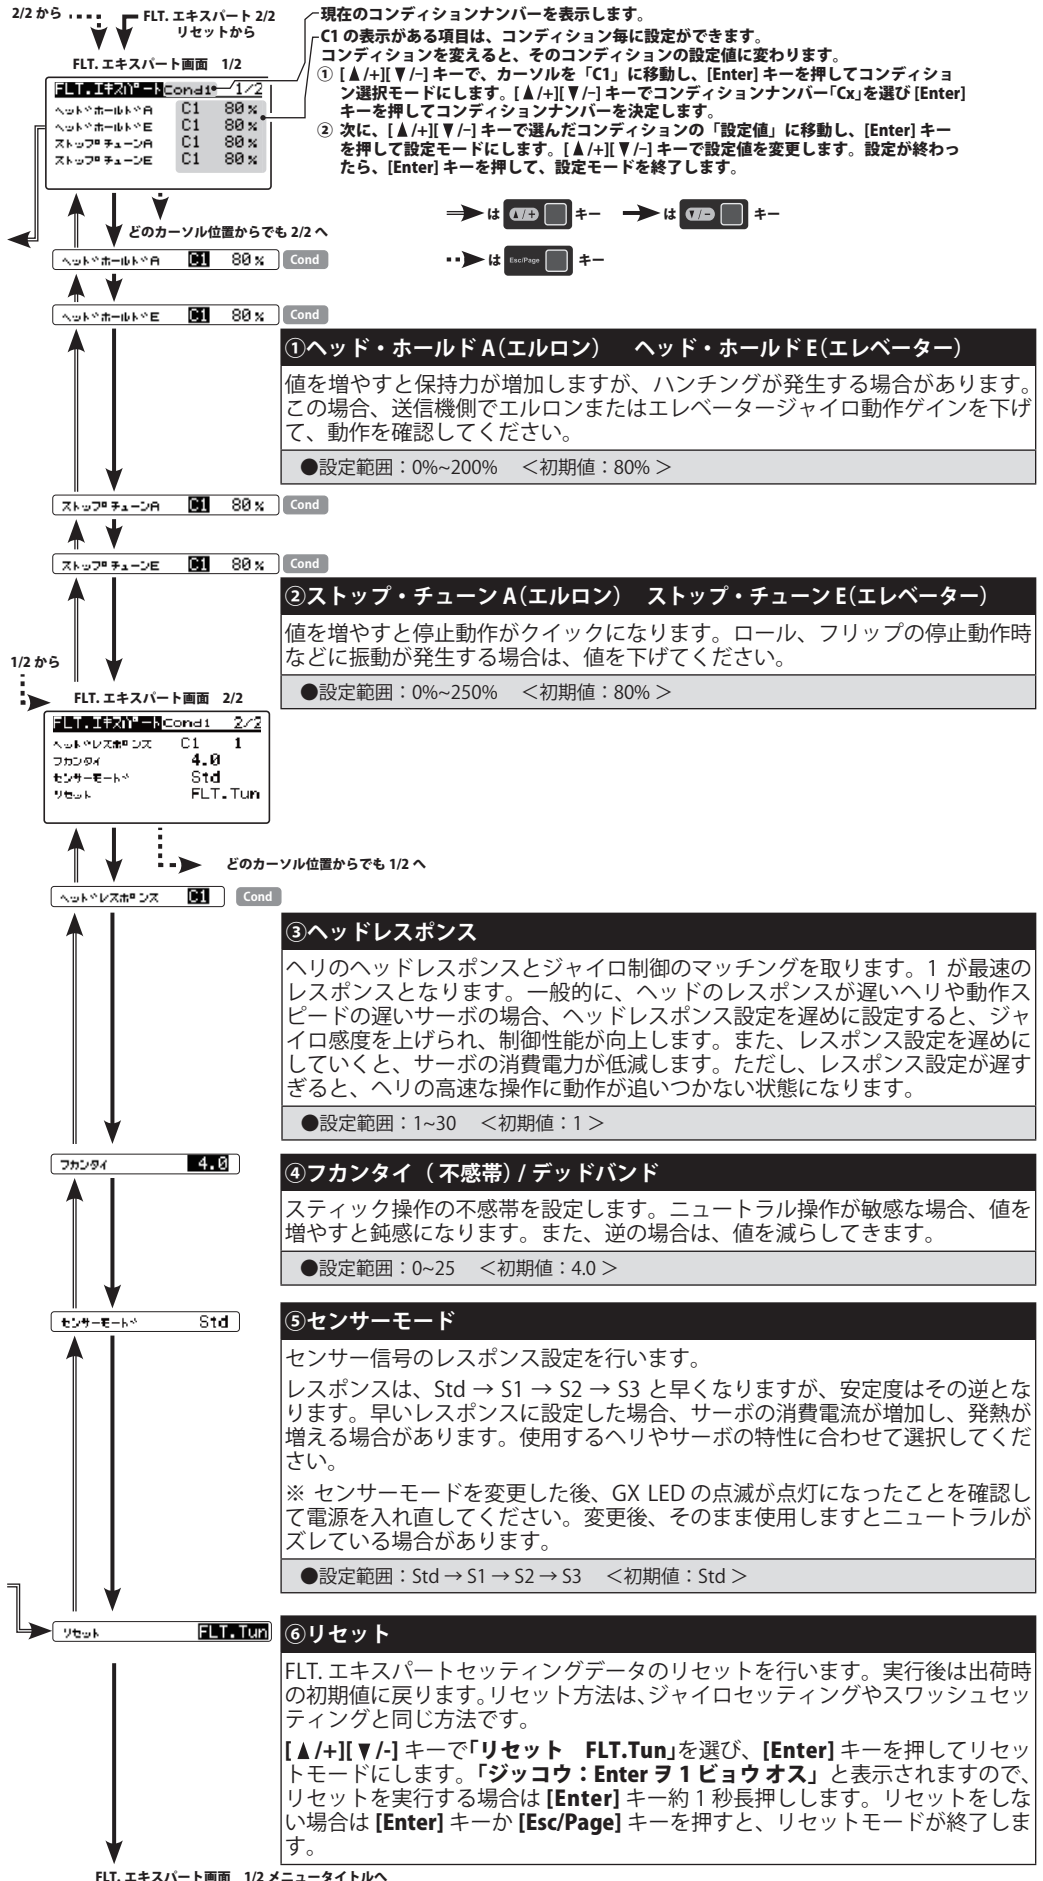 2/2 から
FLT. エキスパート 2/2
リセットから
FLT. エキスパート画面 1/2
FLT.エキスパートCond1 1/2
ヘッドホールドA C1 80%
ヘッドホールドE C1 80%
ストップチューンA C1 80%
ストップチューンE C1 80%
現在のコンディションナンバーを表示します。
C1 の表示がある項目は、コンディション毎に設定ができます。
コンディションを変えると、そのコンディションの設定値に変わります。
① [▲/+][▼/-] キーで、カーソルを「C1」に移動し、[Enter] キーを押してコンディショ
ン選択モードにします。[▲/+][▼/-] キーでコンディションナンバー「Cx」を選び [Enter]
キーを押してコンディションナンバーを決定します。
② 次に、[▲/+][▼/-] キーで選んだコンディションの「設定値」に移動し、[Enter] キー
を押して設定モードにします。[▲/+][▼/-] キーで設定値を変更します。設定が終わっ
たら、[Enter] キーを押して、設定モードを終了します。
は ▲/+ キー は ▼/- キー
は Esc/Page キー
どのカーソル位置からでも 2/2 へ
ヘッドホールドA C1 80% Cond
ヘッドホールドE C1 80% Cond
①ヘッド・ホールド A（エルロン） ヘッド・ホールド E（エレベーター）
値を増やすと保持力が増加しますが、ハンチングが発生する場合があります。
この場合、送信機側でエルロンまたはエレベータージャイロ動作ゲインを下げ
て、動作を確認してください。
●設定範囲：0%~200% ＜初期値：80% ＞
ストップチューンA C1 80% Cond
ストップチューンE C1 80% Cond
②ストップ・チューン A（エルロン） ストップ・チューン E（エレベーター）
値を増やすと停止動作がクイックになります。ロール、フリップの停止動作時
などに振動が発生する場合は、値を下げてください。
●設定範囲：0%~250% ＜初期値：80% ＞
1/2 から
FLT. エキスパート画面 2/2
FLT.エキスパートCond1 2/2
ヘッドレスポンス C1 1
フカンタイ 4.0
センサーモード Std
リセット FLT.Tun
どのカーソル位置からでも 1/2 へ
ヘッドレスポンス C1 Cond
③ヘッドレスポンス
ヘリのヘッドレスポンスとジャイロ制御のマッチングを取ります。1 が最速の
レスポンスとなります。一般的に、ヘッドのレスポンスが遅いヘリや動作ス
ピードの遅いサーボの場合、ヘッドレスポンス設定を遅めに設定すると、ジャ
イロ感度を上げられ、制御性能が向上します。また、レスポンス設定を遅めに
していくと、サーボの消費電力が低減します。ただし、レスポンス設定が遅す
ぎると、ヘリの高速な操作に動作が追いつかない状態になります。
●設定範囲：1~30 ＜初期値：1 ＞
フカンタイ 4.0
④フカンタイ（ 不感帯）/ デッドバンド
スティック操作の不感帯を設定します。ニュートラル操作が敏感な場合、値を
増やすと鈍感になります。また、逆の場合は、値を減らしてきます。
●設定範囲：0~25 ＜初期値：4.0 ＞
センサーモード Std
⑤センサーモード
センサー信号のレスポンス設定を行います。
レスポンスは、Std → S1 → S2 → S3 と早くなりますが、安定度はその逆とな
ります。早いレスポンスに設定した場合、サーボの消費電流が増加し、発熱が
増える場合があります。使用するヘリやサーボの特性に合わせて選択してくだ
さい。
※ センサーモードを変更した後、GX LED の点滅が点灯になったことを確認し
て電源を入れ直してください。変更後、そのまま使用しますとニュートラルが
ズレている場合があります。
●設定範囲：Std → S1 → S2 → S3 ＜初期値：Std ＞
リセット FLT.Tun
⑥リセット
FLT. エキスパートセッティングデータのリセットを行います。実行後は出荷時
の初期値に戻ります。リセット方法は、ジャイロセッティングやスワッシュセッ
ティングと同じ方法です。
[▲/+][▼/-] キーで「リセット FLT.Tun」を選び、[Enter] キーを押してリセッ
トモードにします。「ジッコウ：Enter ヲ 1 ビョウ オス」と表示されますので、
リセットを実行する場合は [Enter] キー約 1 秒長押しします。リセットをしな
い場合は [Enter] キーか [Esc/Page] キーを押すと、リセットモードが終了しま
す。
FLT. エキスパート画面 1/2 メニュータイトルへ